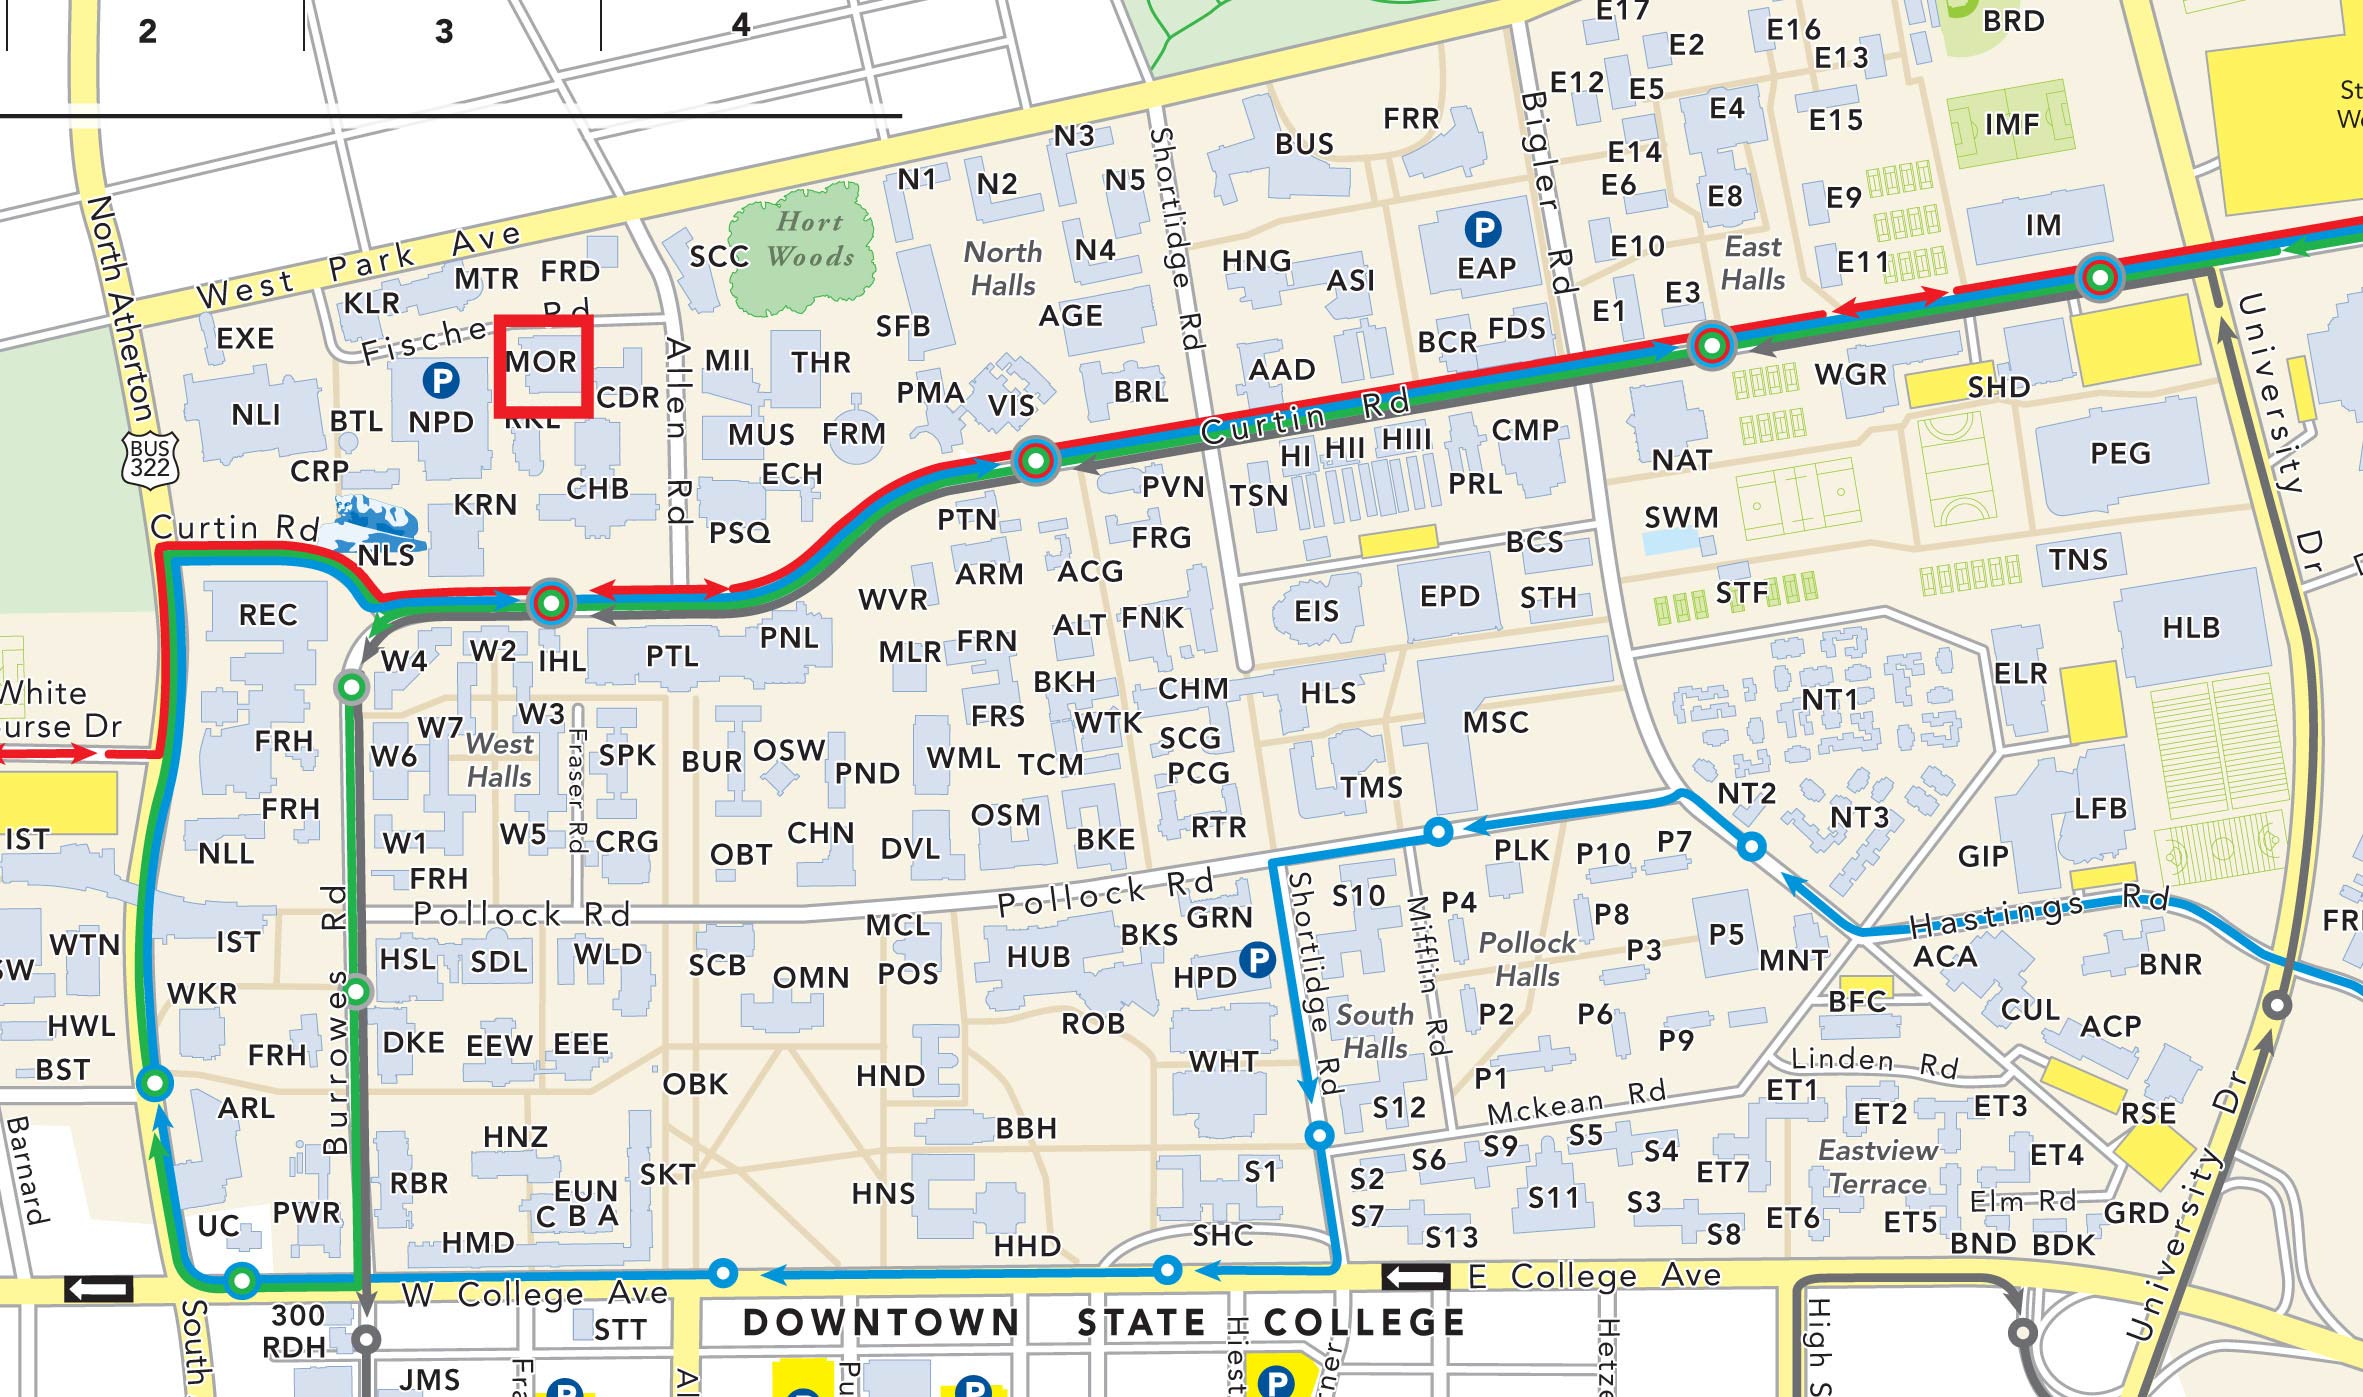 2
3
4
E17
E2
E16
E13
BRD
E12
E5
E4
E15
IMF
FRR
BUS
N3
E14
E6
E8
E9
IM
N1
N2
N5
N4
Shortlidge Rd
Bigler Rd
North Atherton
West Park Ave
Hort
Woods
SCC
North
Halls
HNG
ASI
P
EAP
E10
East
Halls
E11
MTR
FRD
KLR
Fische
Rd
EXE
MOR
SFB
AGE
E1
E3
BCR
FDS
MII
THR
AAD
Allen Rd
P
NPD
CDR
NLI
BTL
RKL
PMA
VIS
BRL
WGR
SHD
Curtin Rd
University Dr
MUS
FRM
ECH
HI
HII
HIII
CMP
NAT
PEG
BUS
322
CRP
CHB
KRN
PVN
TSN
PRL
Curtin Rd
NLS
PSQ
PTN
FRG
BCS
SWM
TNS
ARM
ACG
WVR
ALT
FNK
EIS
EPD
STH
STF
HLB
REC
W4
W2
IHL
PTL
PNL
MLR
FRN
BKH
CHM
HLS
ELR
White
urse Dr
W7
W3
W6
West
Halls
Fraser Rd
SPK
BUR
OSW
PND
WML
FRS
WTK
TCM
SCG
PCG
MSC
TMS
NT1
FRH
FRH
NT2
NT3
LFB
IST
NLL
W1
W5
CRG
OBT
CHN
DVL
OSM
BKE
RTR
PLK
P10
P7
GIP
FRH
Pollock Rd
Pollock Rd
MCL
GRN
S10
P4
P8
P5
Hastings Rd
WTN
SW
IST
HSL
SDL
WLD
SCB
OMN
POS
HUB
BKS
HPD
P
Shortlidge Rd
Mifflin Rd
Pollock
Halls
P3
MNT
ACA
BNR
WKR
Burrowes Rd
HWL
BST
FRH
DKE
EEW
EEE
ROB
South
Halls
P2
P6
P9
BFC
CUL
ACP
OBK
HND
WHT
P1
Linden Rd
Mckean Rd
ARL
S12
ET1
ET2
ET3
RSE
Barnard
HNZ
BBH
S9
S5
S4
S6
S2
S7
S1
ET7
Eastview
Terrace
ET4
RBR
SKT
EUN
C B A
HNS
S11
S3
S8
S13
Elm Rd
GRD
UC
PWR
HMD
HHD
SHC
ET6
ET5
BND
BDK
University Dr
W College Ave
E College Ave
300
RDH
STT
DOWNTOWN STATE COLLEGE
South
JMS
High S
Hetze
Hiest
ner
Fra
Al
Pu
P
P
P